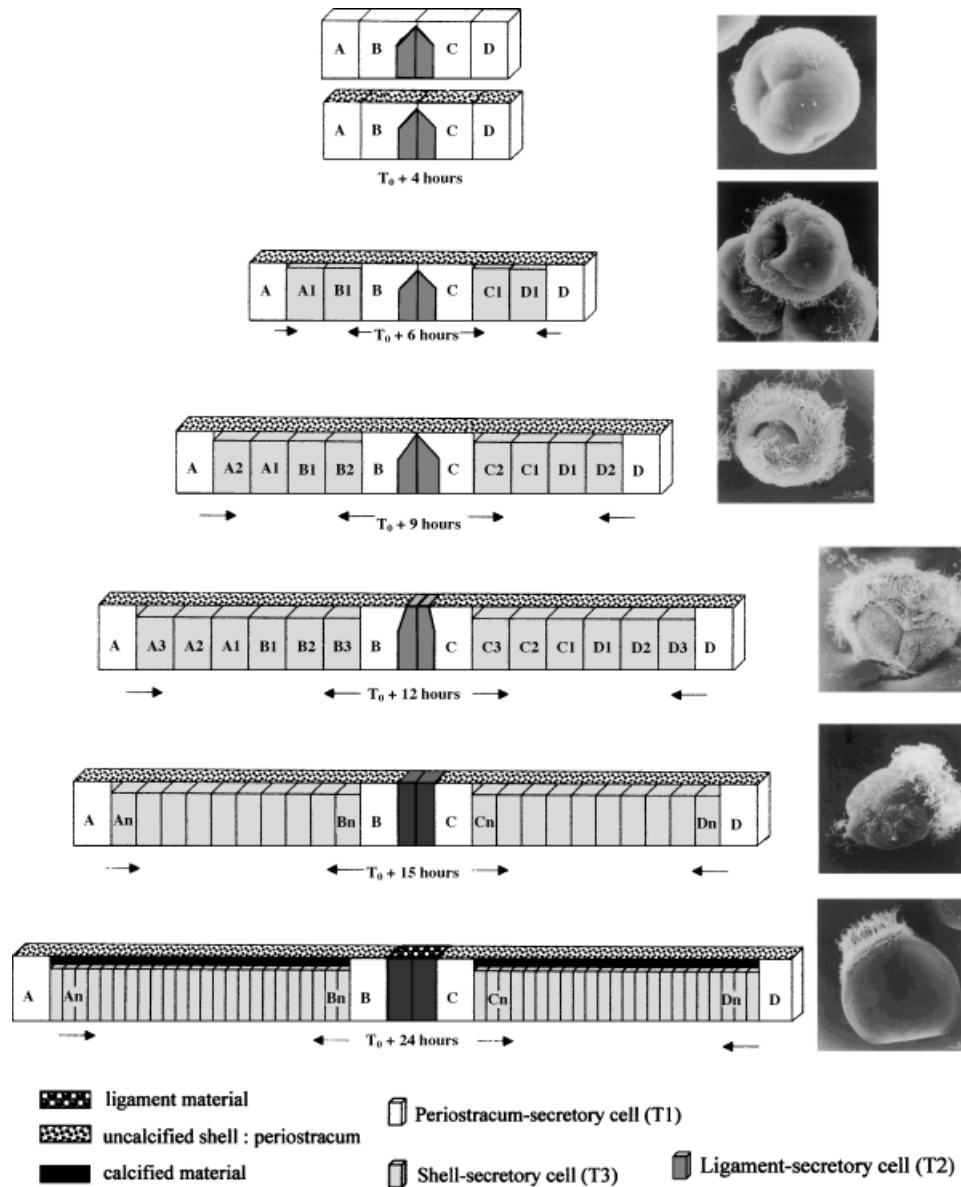 A B C D
A B C D
T0 + 4 hours
A A1 B1 B C C1 D1 D
T0 + 6 hours
A A2 A1 B1 B2 B C C2 C1 D1 D2 D
T0 + 9 hours
A A3 A2 A1 B1 B2 B3 B C C3 C2 C1 D1 D2 D3 D
T0 + 12 hours
A An Bn B C Cn Dn D
T0 + 15 hours
A An Bn B C Cn Dn D
T0 + 24 hours
ligament material
uncalcified shell : periostracum
calcified material
Periostracum-secretory cell (T1)
Shell-secretory cell (T3)
Ligament-secretory cell (T2)